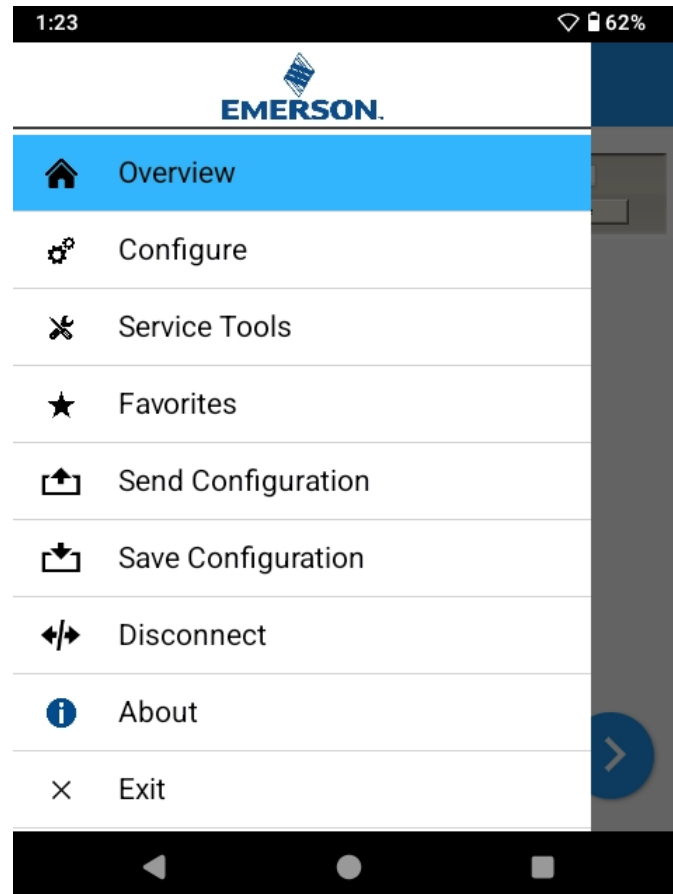 1:23 62%
EMERSON.
Overview
Configure
Service Tools
Favorites
Send Configuration
Save Configuration
Disconnect
About
Exit